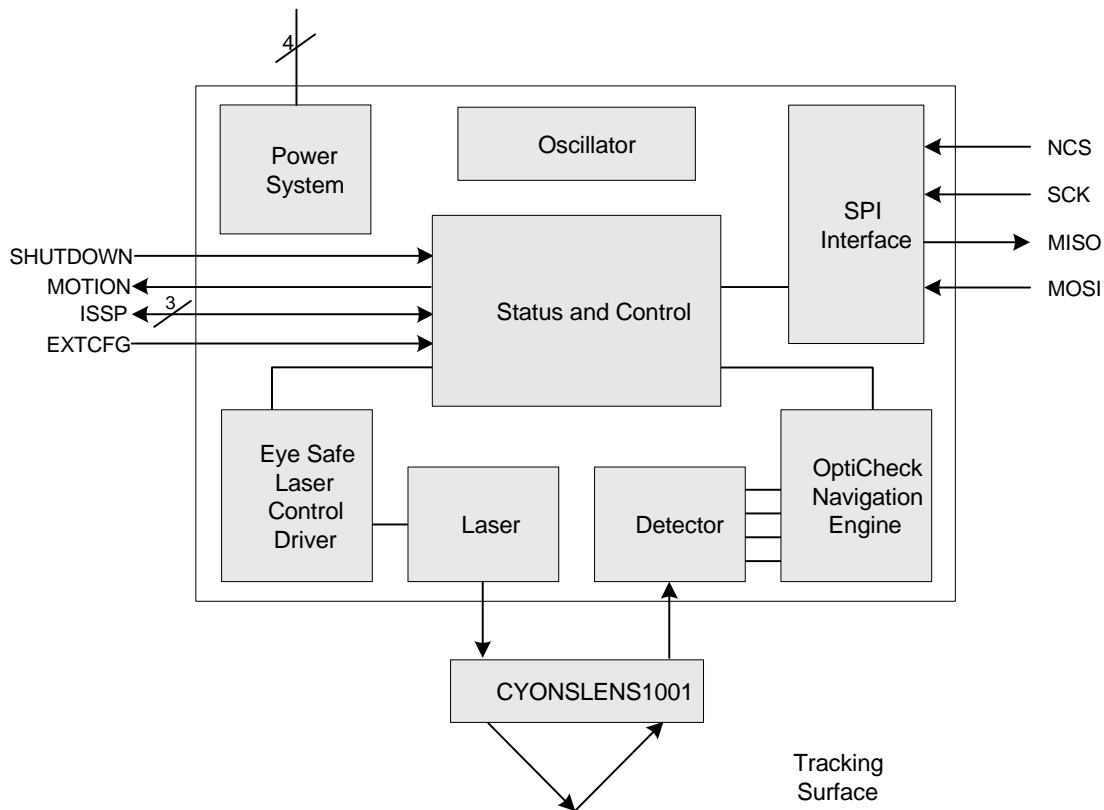 4
Power
System
Oscillator
SPI
Interface
NCS
SCK
MISO
MOSI
SHUTDOWN
MOTION
ISSP
3
EXTCFG
Status and Control
Eye Safe
Laser
Control
Driver
Laser
Detector
OptiCheck
Navigation
Engine
CYONSLENS1001
Tracking
Surface